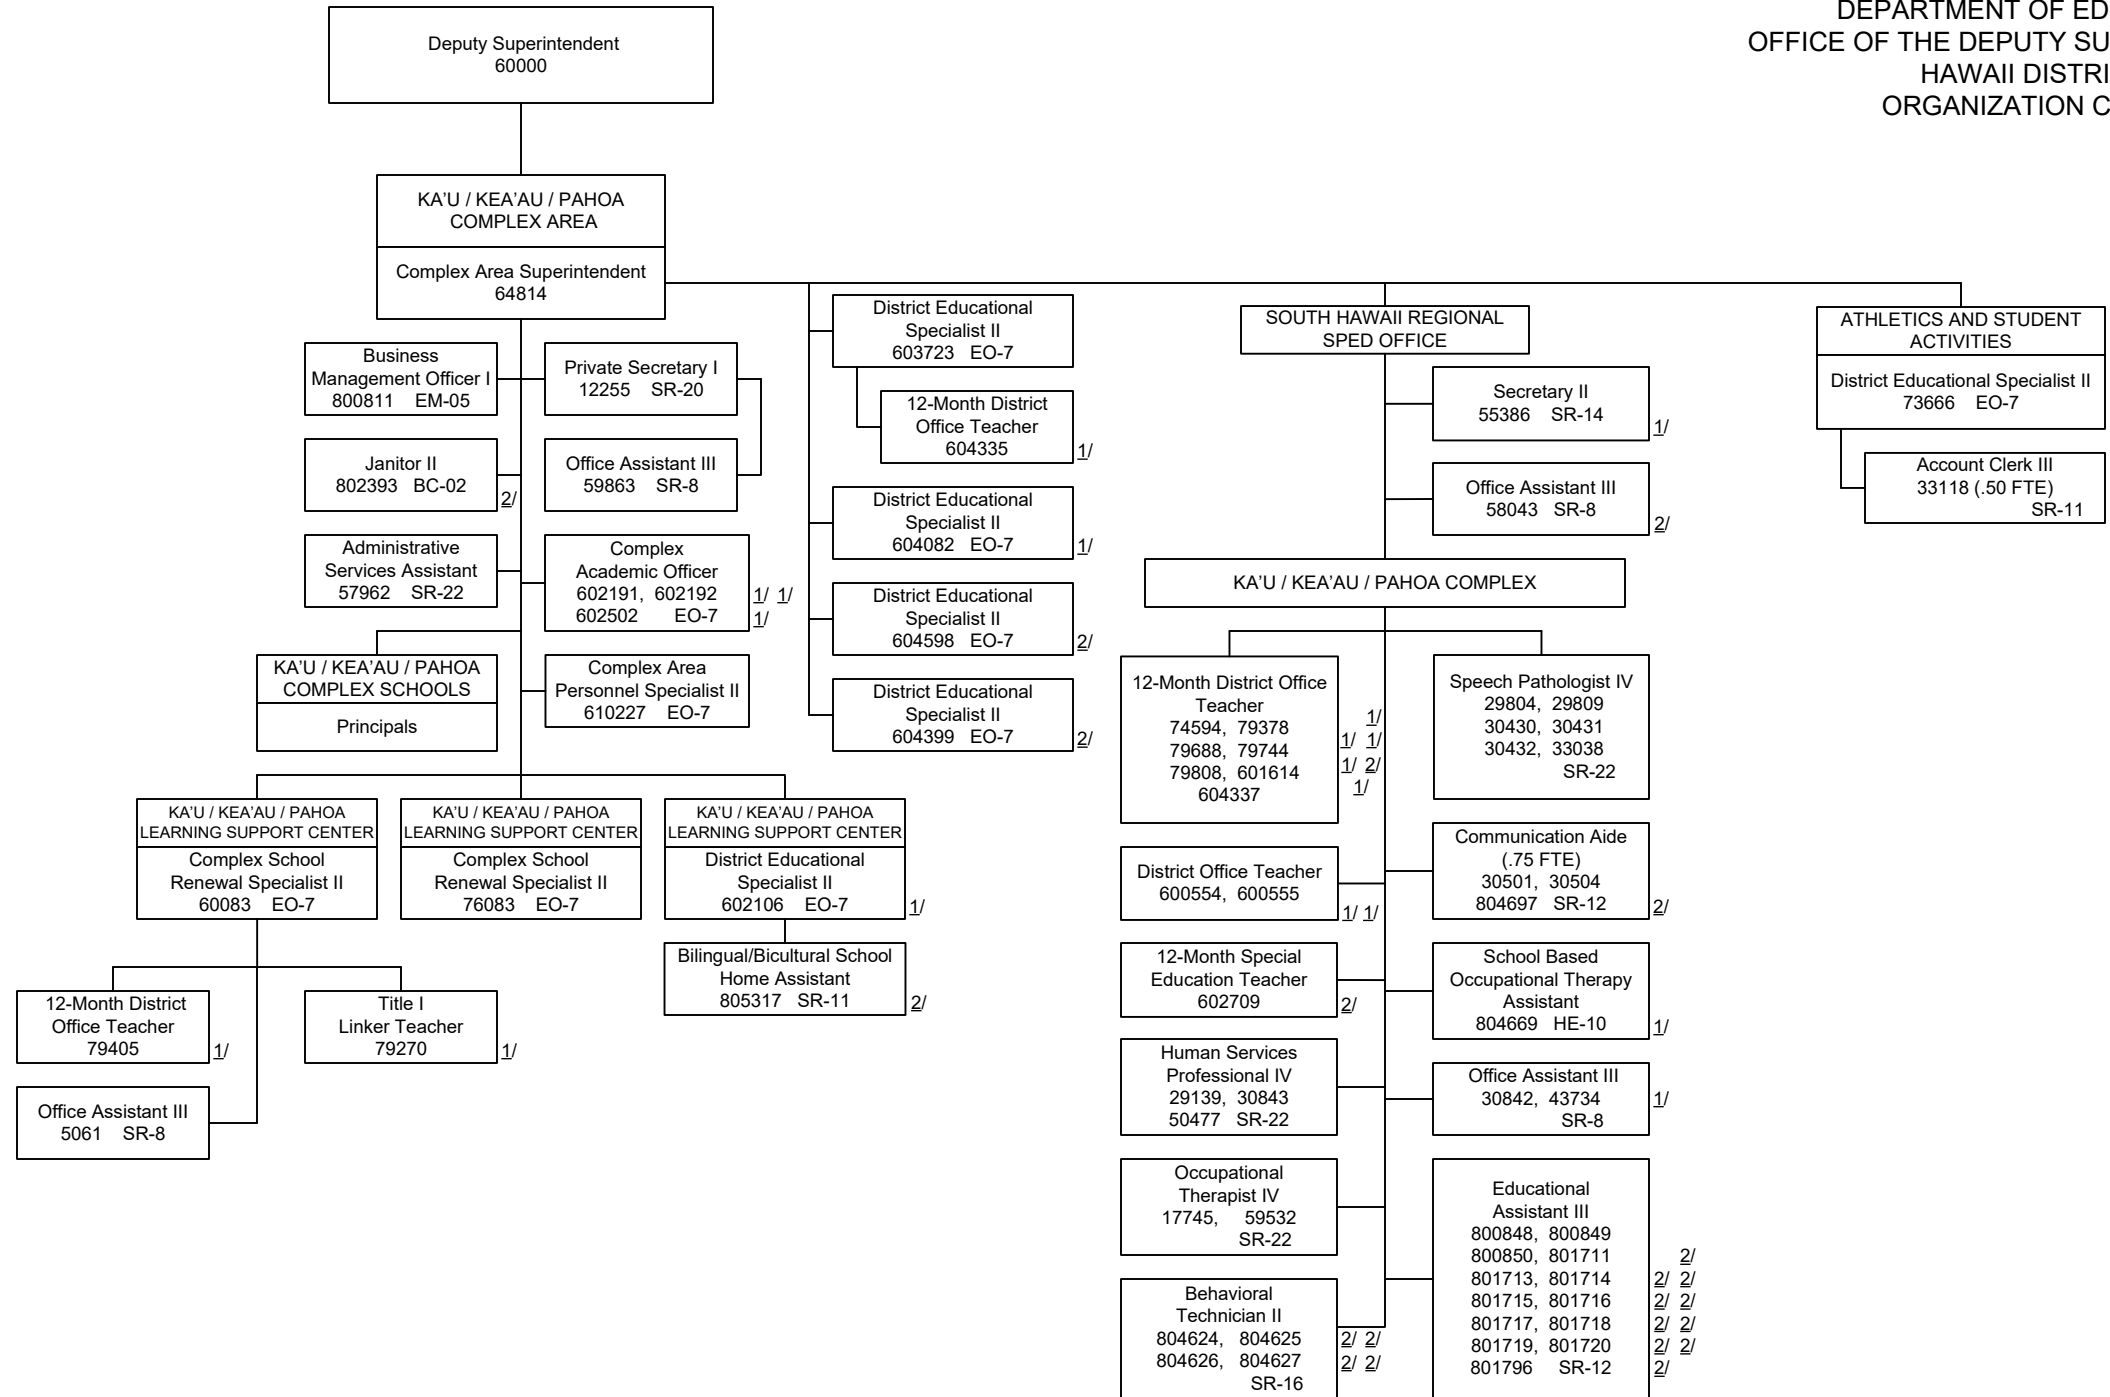 DEPARTMENT OF ED
OFFICE OF THE DEPUTY SU
HAWAII DISTRI
ORGANIZATION C
Deputy Superintendent
60000
KA'U / KEA'AU / PAHOA
COMPLEX AREA
Complex Area Superintendent
64814
Business
Management Officer I
800811 EM-05
Private Secretary I
12255 SR-20
Janitor II
802393 BC-02
2/
Office Assistant III
59863 SR-8
Administrative
Services Assistant
57962 SR-22
Complex
Academic Officer
602191, 602192 1/ 1/
602502 EO-7 1/
KA'U / KEA'AU / PAHOA
COMPLEX SCHOOLS
Principals
Complex Area
Personnel Specialist II
610227 EO-7
KA'U / KEA'AU / PAHOA
LEARNING SUPPORT CENTER
Complex School
Renewal Specialist II
60083 EO-7
KA'U / KEA'AU / PAHOA
LEARNING SUPPORT CENTER
Complex School
Renewal Specialist II
76083 EO-7
KA'U / KEA'AU / PAHOA
LEARNING SUPPORT CENTER
District Educational
Specialist II
602106 EO-7 1/
Bilingual/Bicultural School
Home Assistant
805317 SR-11 2/
12-Month District
Office Teacher
79405 1/
Title I
Linker Teacher
79270 1/
Office Assistant III
5061 SR-8
District Educational
Specialist II
603723 EO-7
12-Month District
Office Teacher
604335 1/
District Educational
Specialist II
604082 EO-7 1/
District Educational
Specialist II
604598 EO-7 2/
District Educational
Specialist II
604399 EO-7 2/
SOUTH HAWAII REGIONAL
SPED OFFICE
Secretary II
55386 SR-14
1/
Office Assistant III
58043 SR-8
2/
KA'U / KEA'AU / PAHOA COMPLEX
12-Month District Office
Teacher
74594, 79378 1/
79688, 79744 1/ 1/
79808, 601614 1/ 2/
604337 1/
Speech Pathologist IV
29804, 29809
30430, 30431
30432, 33038
SR-22
District Office Teacher
600554, 600555
1/ 1/
Communication Aide
(.75 FTE)
30501, 30504
804697 SR-12 2/
12-Month Special
Education Teacher
602709 2/
School Based
Occupational Therapy
Assistant
804669 HE-10 1/
Human Services
Professional IV
29139, 30843
50477 SR-22
Office Assistant III
30842, 43734 1/
SR-8
Occupational
Therapist IV
17745, 59532
SR-22
Educational
Assistant III
800848, 800849
800850, 801711 2/
801713, 801714 2/ 2/
801715, 801716 2/ 2/
801717, 801718 2/ 2/
801719, 801720 2/ 2/
801796 SR-12 2/
Behavioral
Technician II
804624, 804625 2/ 2/
804626, 804627 2/ 2/
SR-16
ATHLETICS AND STUDENT
ACTIVITIES
District Educational Specialist II
73666 EO-7
Account Clerk III
33118 (.50 FTE)
SR-11